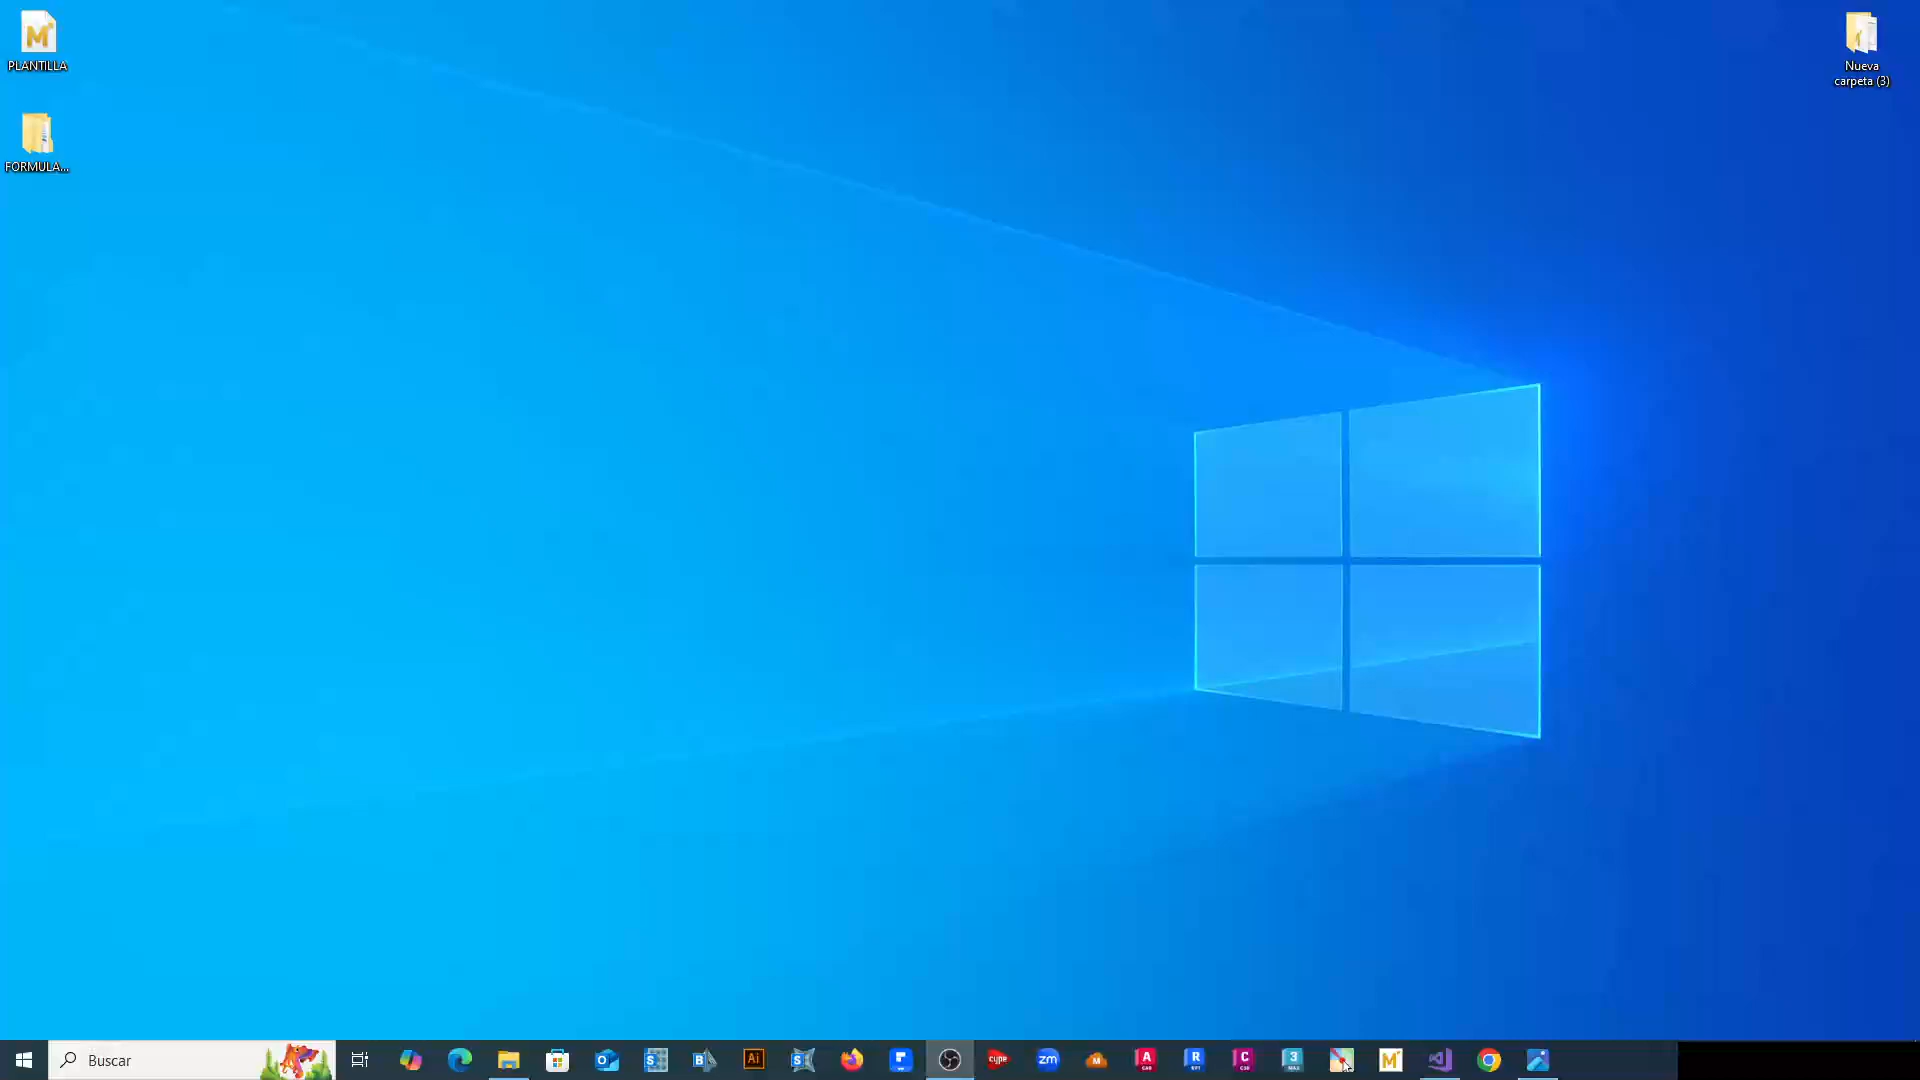 PLANTILLA
FORMULA...
Nueva
carpeta (3)
Buscar